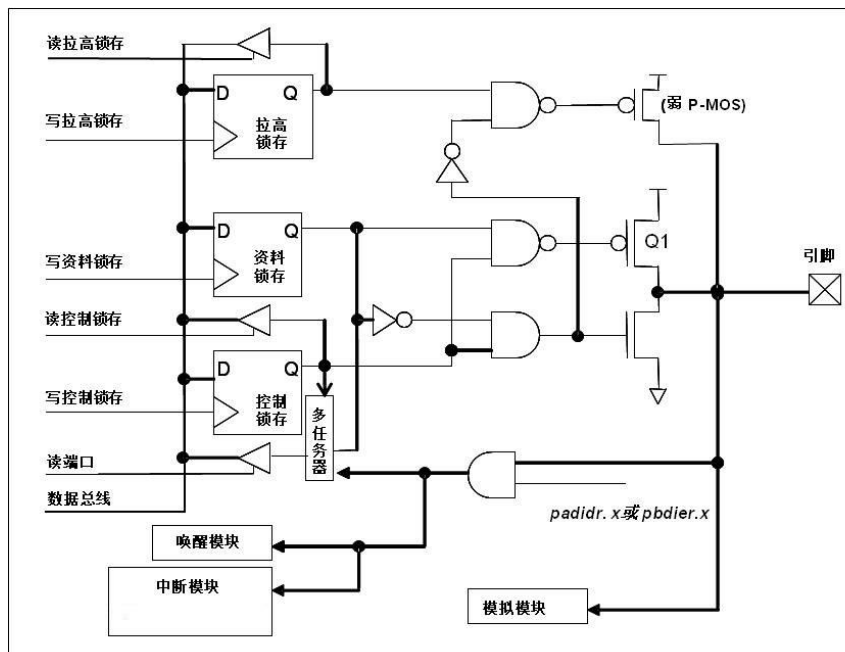 读拉高锁存
D Q
拉高
锁存
写拉高锁存
(弱 P-MOS)
D Q
资料
锁存
写资料锁存
Q1
引脚
读控制锁存
D Q
控制
锁存
写控制锁存
多任务器
读端口
数据总线
padidr.x或pbdier.x
唤醒模块
中断模块
模拟模块